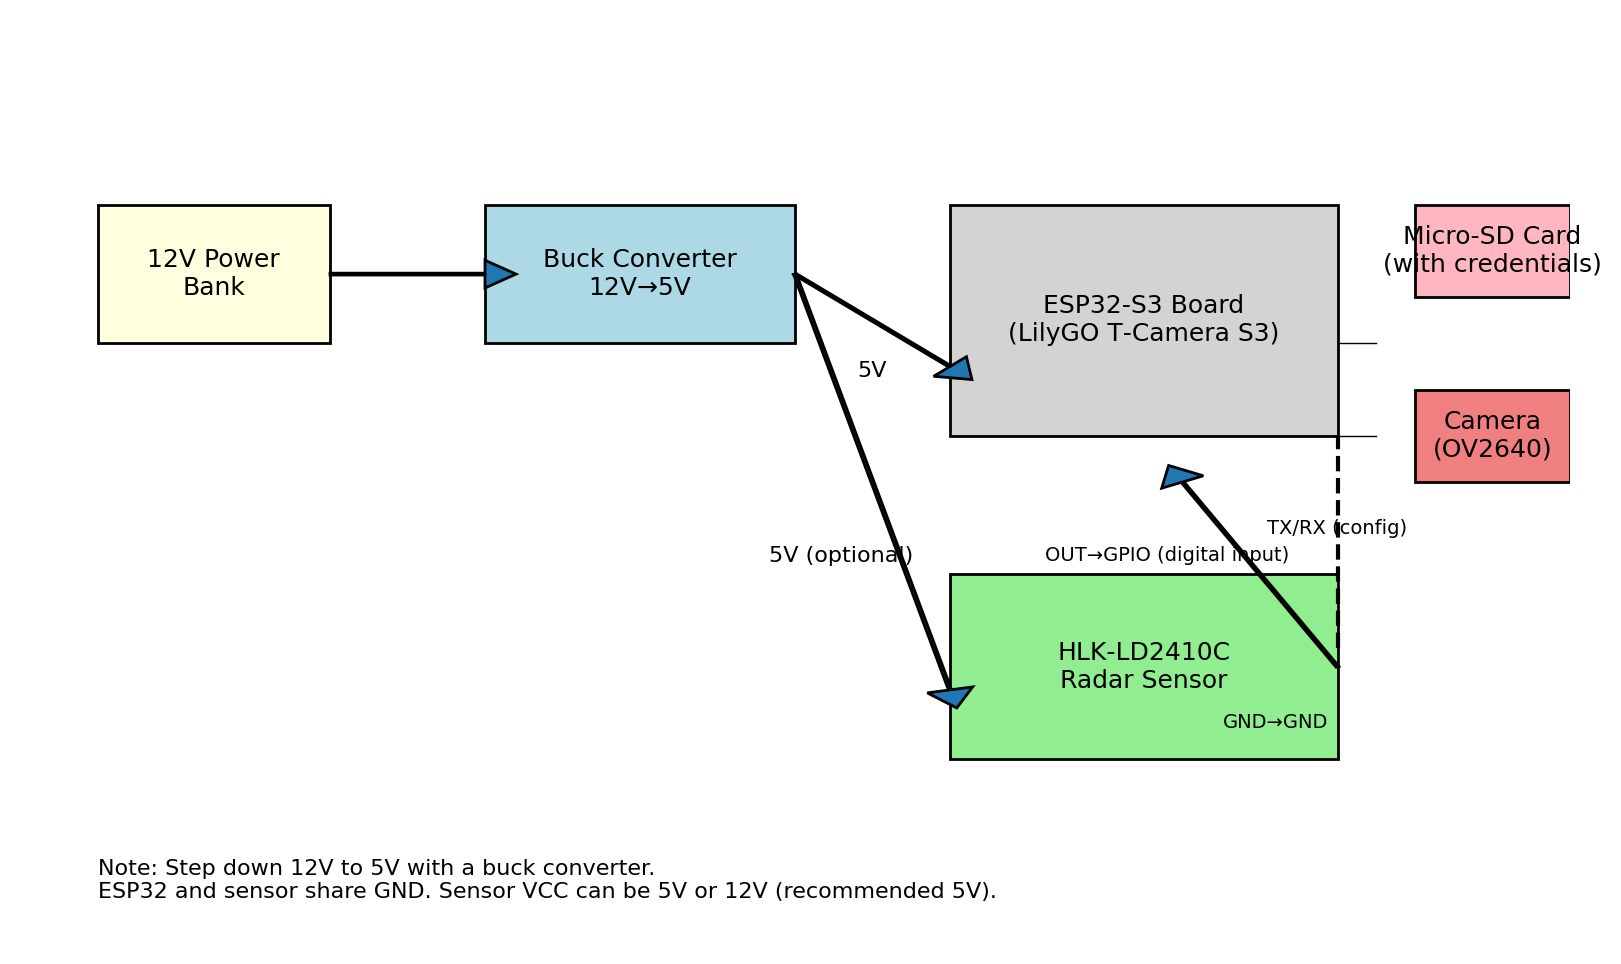 12V Power
Bank
Buck Converter
12V→5V
ESP32-S3 Board
(LilyGO T-Camera S3)
Micro-SD Card
(with credentials)
Camera
(OV2640)
5V
5V (optional)
TX/RX (config)
OUT→GPIO (digital input)
HLK-LD2410C
Radar Sensor
GND→GND
Note: Step down 12V to 5V with a buck converter.
ESP32 and sensor share GND. Sensor VCC can be 5V or 12V (recommended 5V).